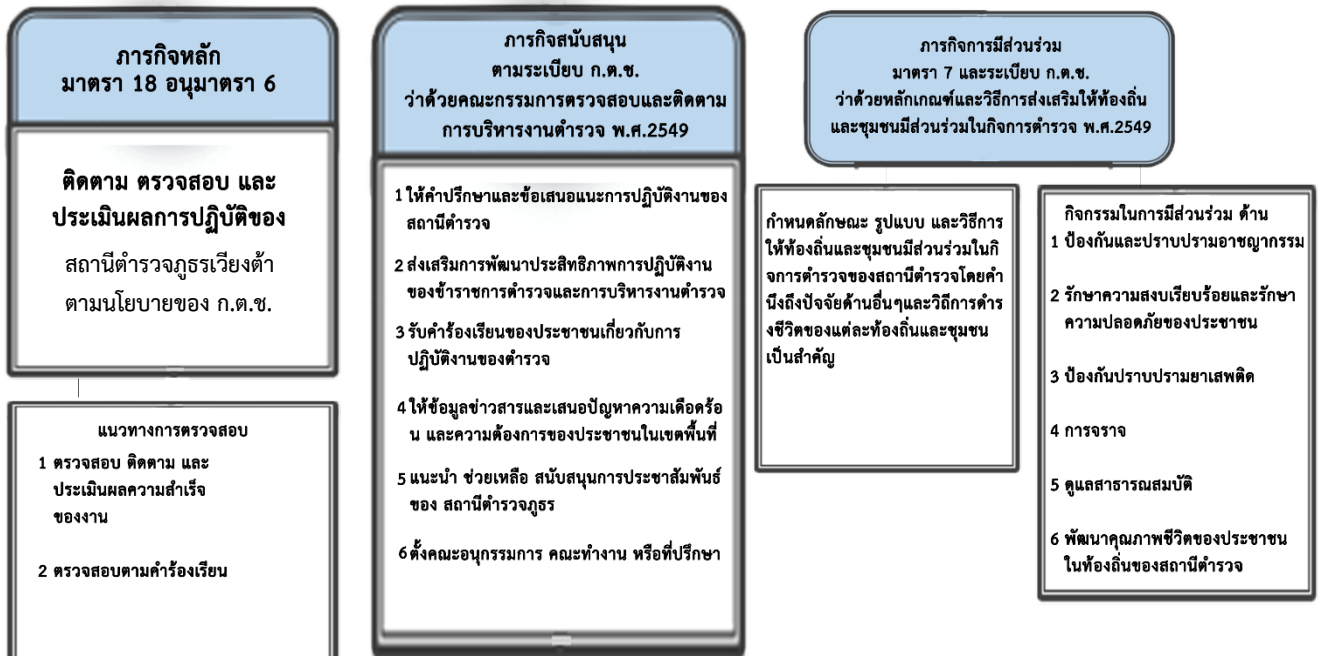 ภารกิจหลัก
มาตรา 18 อนุมาตรา 6
ติดตาม ตรวจสอบ และ
ประเมินผลการปฏิบัติของ
สถานีตำรวจภูธรเวียงต้า
ตามนโยบายของ ก.ต.ช.
แนวทางการตรวจสอบ
1 ตรวจสอบ ติดตาม และ
ประเมินผลความสำเร็จ
ของงาน
2 ตรวจสอบตามคำร้องเรียน
ภารกิจสนับสนุน
ตามระเบียบ ก.ต.ช.
ว่าด้วยคณะกรรมการตรวจสอบและติดตาม
การบริหารงานตำรวจ พ.ศ.2549
1 ให้คำปรึกษาและข้อเสนอแนะการปฏิบัติงานของ
สถานีตำรวจ
2 ส่งเสริมการพัฒนาประสิทธิภาพการปฏิบัติงาน
ของข้าราชการตำรวจและการบริหารงานตำรวจ
3 รับคำร้องเรียนของประชาชนเกี่ยวกับการ
ปฏิบัติงานของตำรวจ
4 ให้ข้อมูลข่าวสารและเสนอปัญหาความเดือดร้อ
น และความต้องการของประชาชนในเขตพื้นที่
5 แนะนำ ช่วยเหลือ สนับสนุนการประชาสัมพันธ์
ของ สถานีตำรวจภูธร
6 ตั้งคณะอนุกรรมการ คณะทำงาน หรือที่ปรึกษา
ภารกิจการมีส่วนร่วม
มาตรา 7 และระเบียบ ก.ต.ช.
ว่าด้วยหลักเกณฑ์และวิธีการส่งเสริมให้ท้องถิ่น
และชุมชนมีส่วนร่วมในกิจการตำรวจ พ.ศ.2549
กำหนดลักษณะ รูปแบบ และวิธีการ
ให้ท้องถิ่นและชุมชนมีส่วนร่วมในกิ
จการตำรวจของสถานีตำรวจโดยคำ
นึงถึงปัจจัยด้านอื่นๆและวิถีการดำร
งชีวิตของแต่ละท้องถิ่นและชุมชน
เป็นสำคัญ
กิจกรรมในการมีส่วนร่วม ด้าน
1 ป้องกันและปราบปรามอาชญากรรม
2 รักษาความสงบเรียบร้อยและรักษา
ความปลอดภัยของประชาชน
3 ป้องกันปราบปรามยาเสพติด
4 การจราจ
5 ดูแลสาธารณสมบัติ
6 พัฒนาคุณภาพชีวิตของประชาชน
ในท้องถิ่นของสถานีตำรวจ